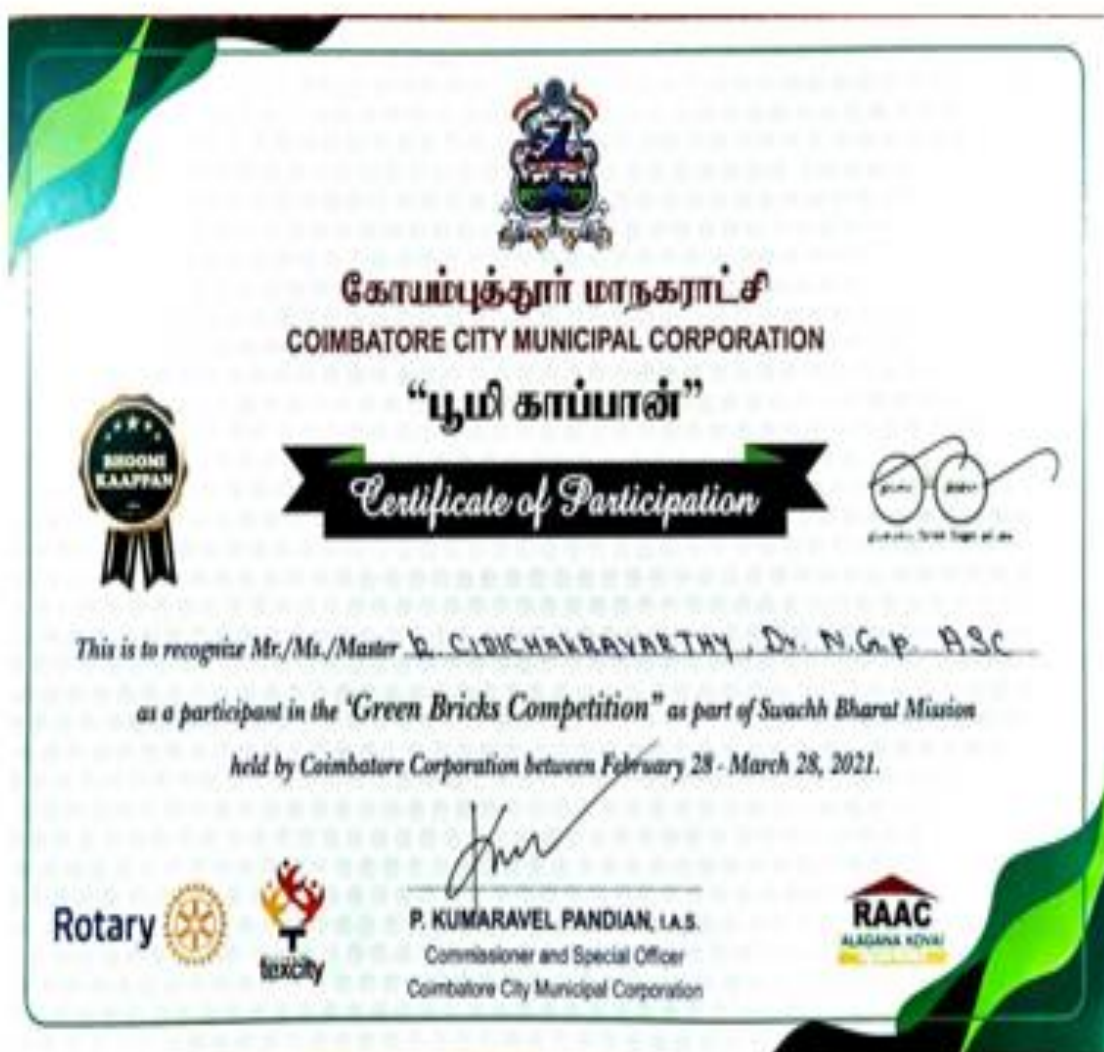 கோயம்புத்தூர் மாநகராட்சி
COIMBATORE CITY MUNICIPAL CORPORATION
“பூமி காப்பான்”
BHOOMI
KAAPPAN
Certificate of Participation
This is to recognize Mr./Ms./Master B. CIBICHAKRAVARTHY, Dr. N.G.P. ASC
as a participant in the 'Green Bricks Competition" as part of Swachh Bharat Mission
held by Coimbatore Corporation between February 28 - March 28, 2021.
Rotary
texcity
P. KUMARAVEL PANDIAN, I.A.S.
Commissioner and Special Officer
Coimbatore City Municipal Corporation
RAAC
ALAGANA KOVAI